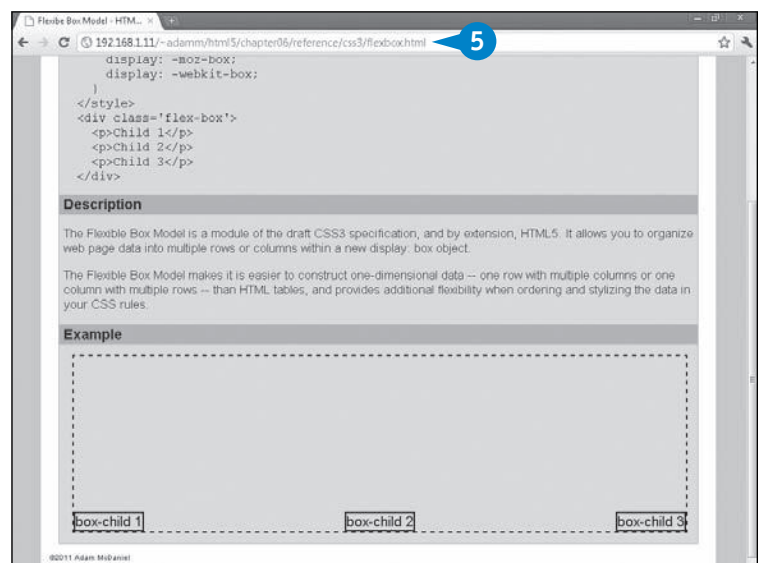 Flexible Box Model - HTM...
192.168.1.11/~adamm/html5/chapter06/reference/css3/flexbox.html
5
display: -moz-box;
display: -webkit-box;
}
</style>
<div class='flex-box'>
<p>Child 1</p>
<p>Child 2</p>
<p>Child 3</p>
</div>
Description
The Flexible Box Model is a module of the draft CSS3 specification, and by extension, HTML5. It allows you to organize
web page data into multiple rows or columns within a new display: box object.
The Flexible Box Model makes it is easier to construct one-dimensional data -- one row with multiple columns or one
column with multiple rows -- than HTML tables, and provides additional flexibility when ordering and stylizing the data in
your CSS rules.
Example
box-child 1 box-child 2 box-child 3
©2011 Adam McDaniel